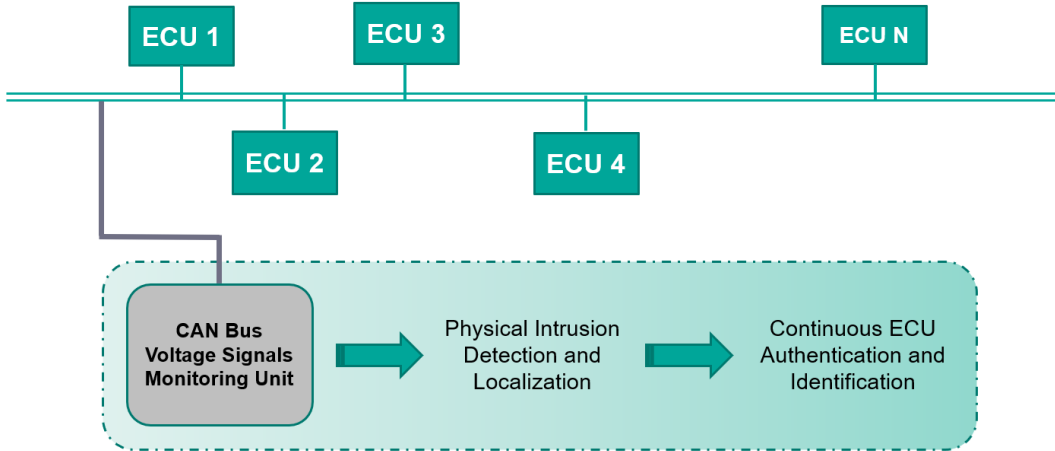 ECU 1
ECU 3
ECU N
ECU 2
ECU 4
CAN Bus
Voltage Signals
Monitoring Unit
Physical Intrusion
Detection and
Localization
Continuous ECU
Authentication and
Identification